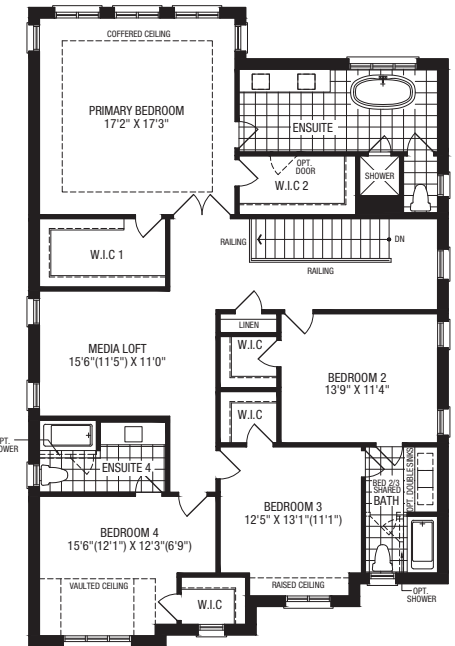 COFFERED CEILING
PRIMARY BEDROOM
17'2" X 17'3"
ENSUITE
OPT.
DOOR
W.I.C 2
SHOWER
W.I.C 1
RAILING
DN
RAILING
LINEN
W.I.C
MEDIA LOFT
15'6"(11'5") X 11'0"
BEDROOM 2
13'9" X 11'4"
W.I.C
ENSUITE 4
BED 2/3
SHARED
BATH
OPT. DOUBLE SINKS
BEDROOM 3
12'5" X 13'1"(11'1")
BEDROOM 4
15'6"(12'1") X 12'3"(6'9")
VAULTED CEILING
W.I.C
RAISED CEILING
OPT.
SHOWER